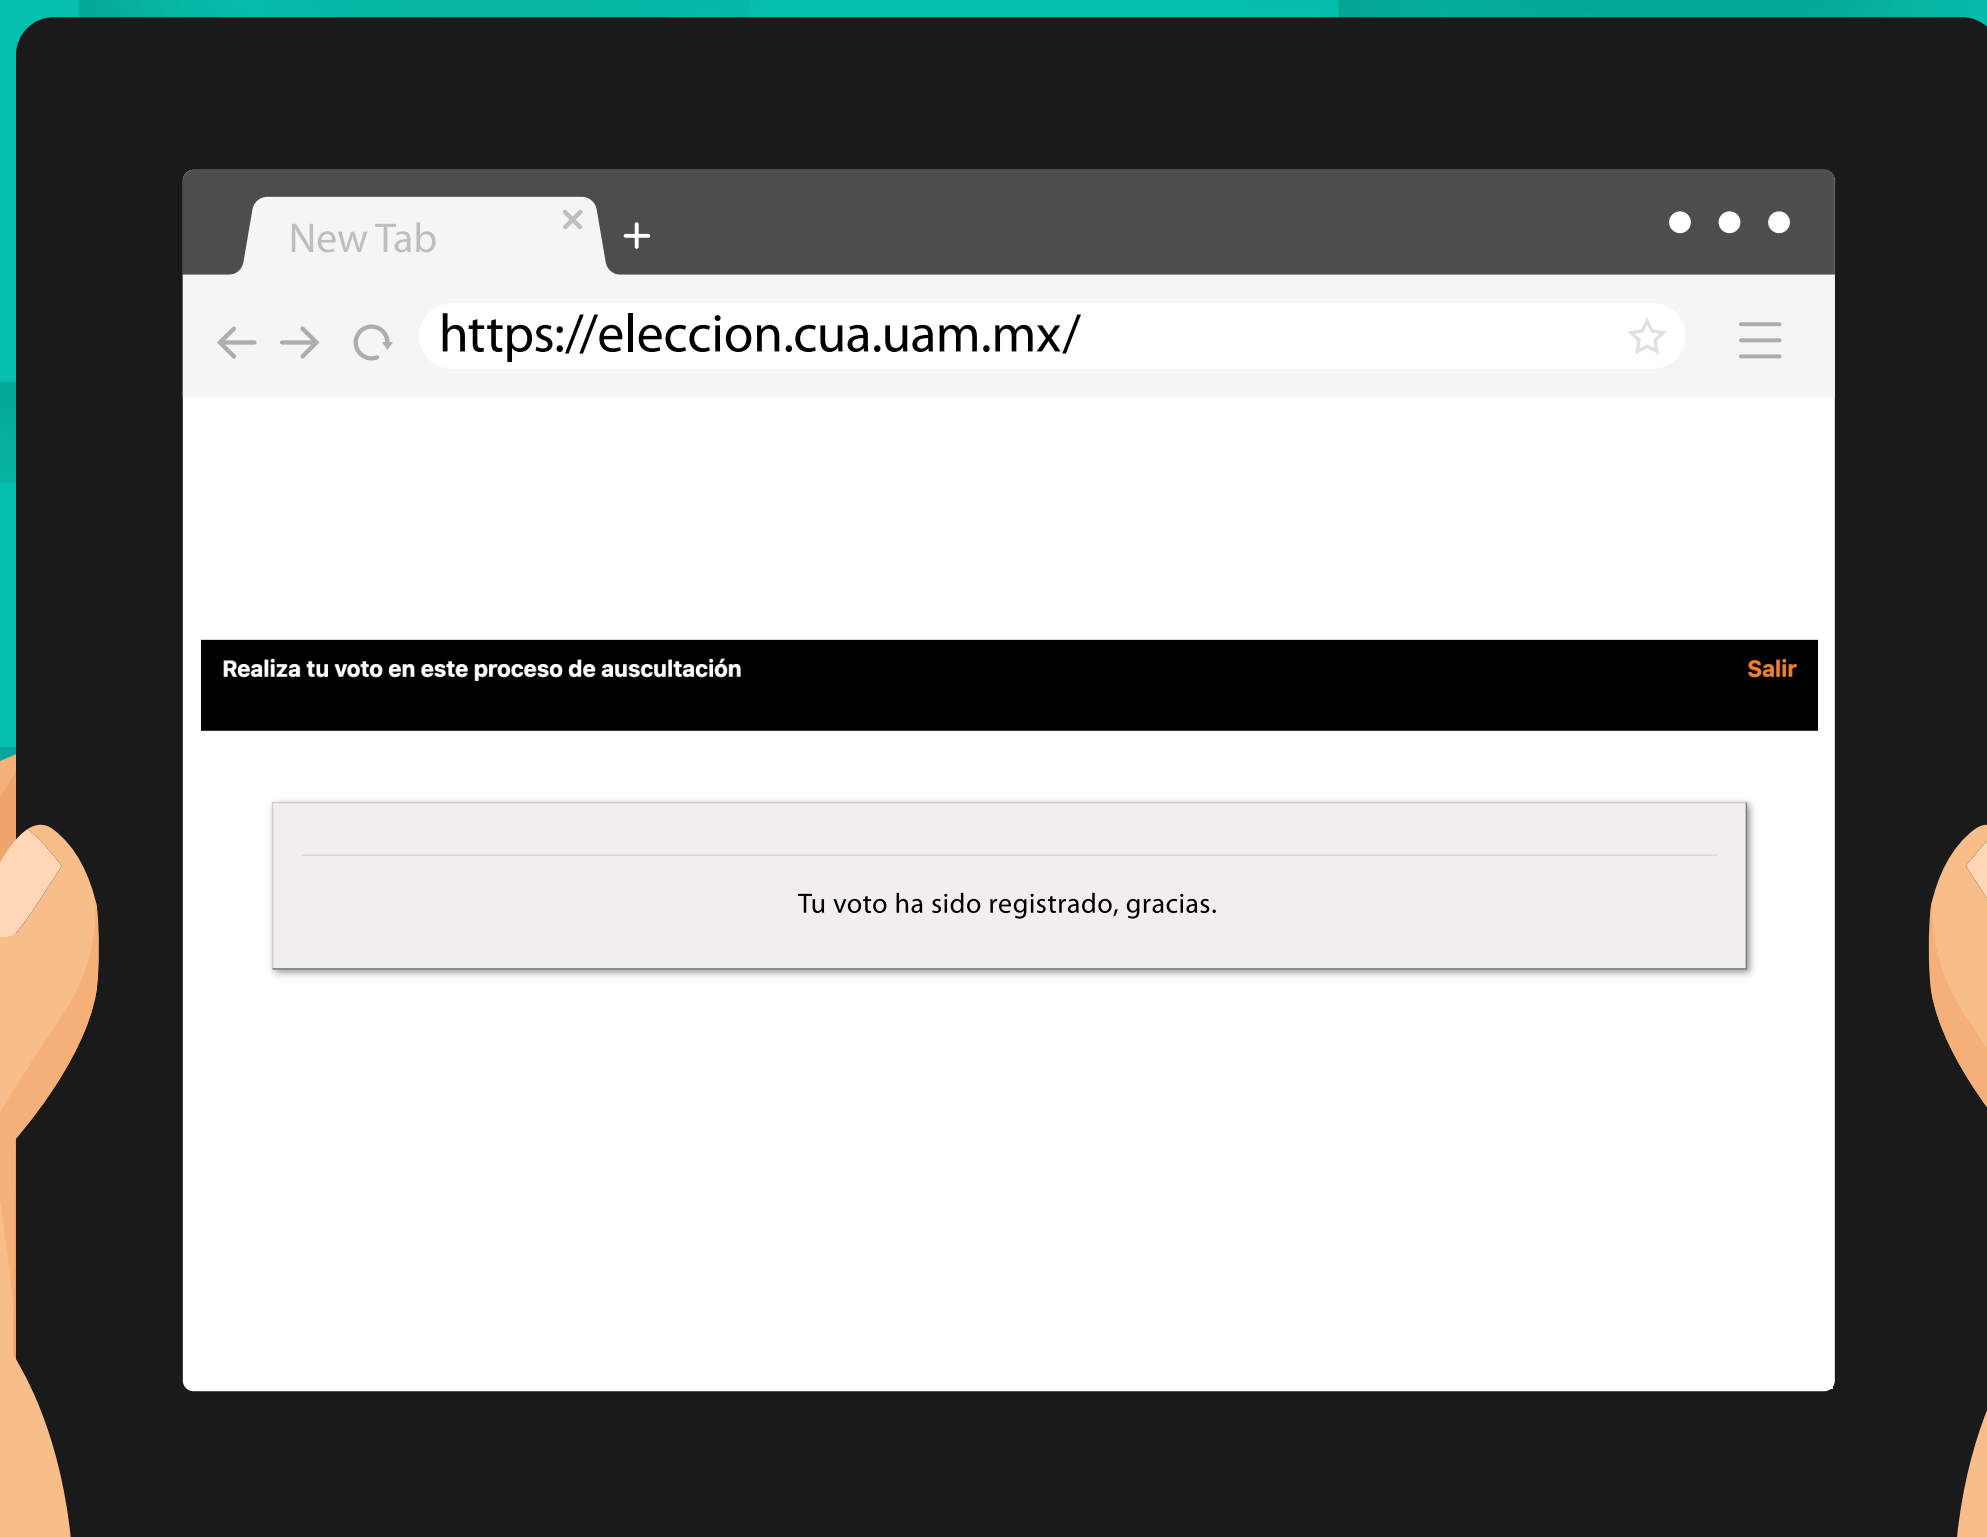 New Tab
https://eleccion.cua.uam.mx/
Realiza tu voto en este proceso de auscultación
Salir
Tu voto ha sido registrado, gracias.